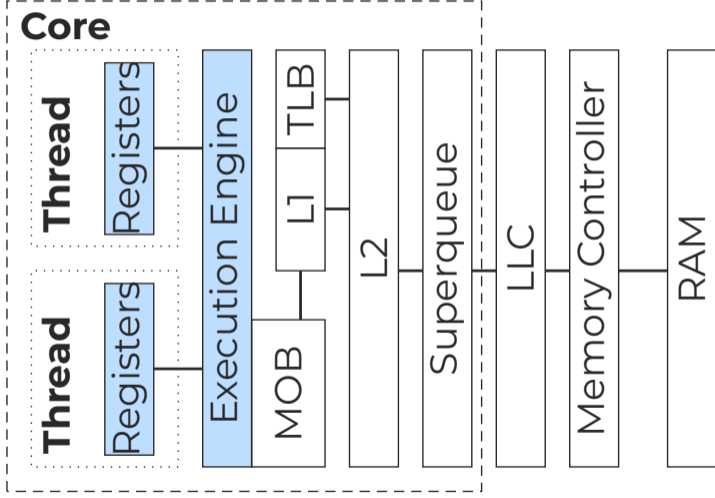 Core
Thread
Registers
Thread
Registers
Execution Engine
TLB
L1
MOB
L2
Superqueue
LLC
Memory Controller
RAM